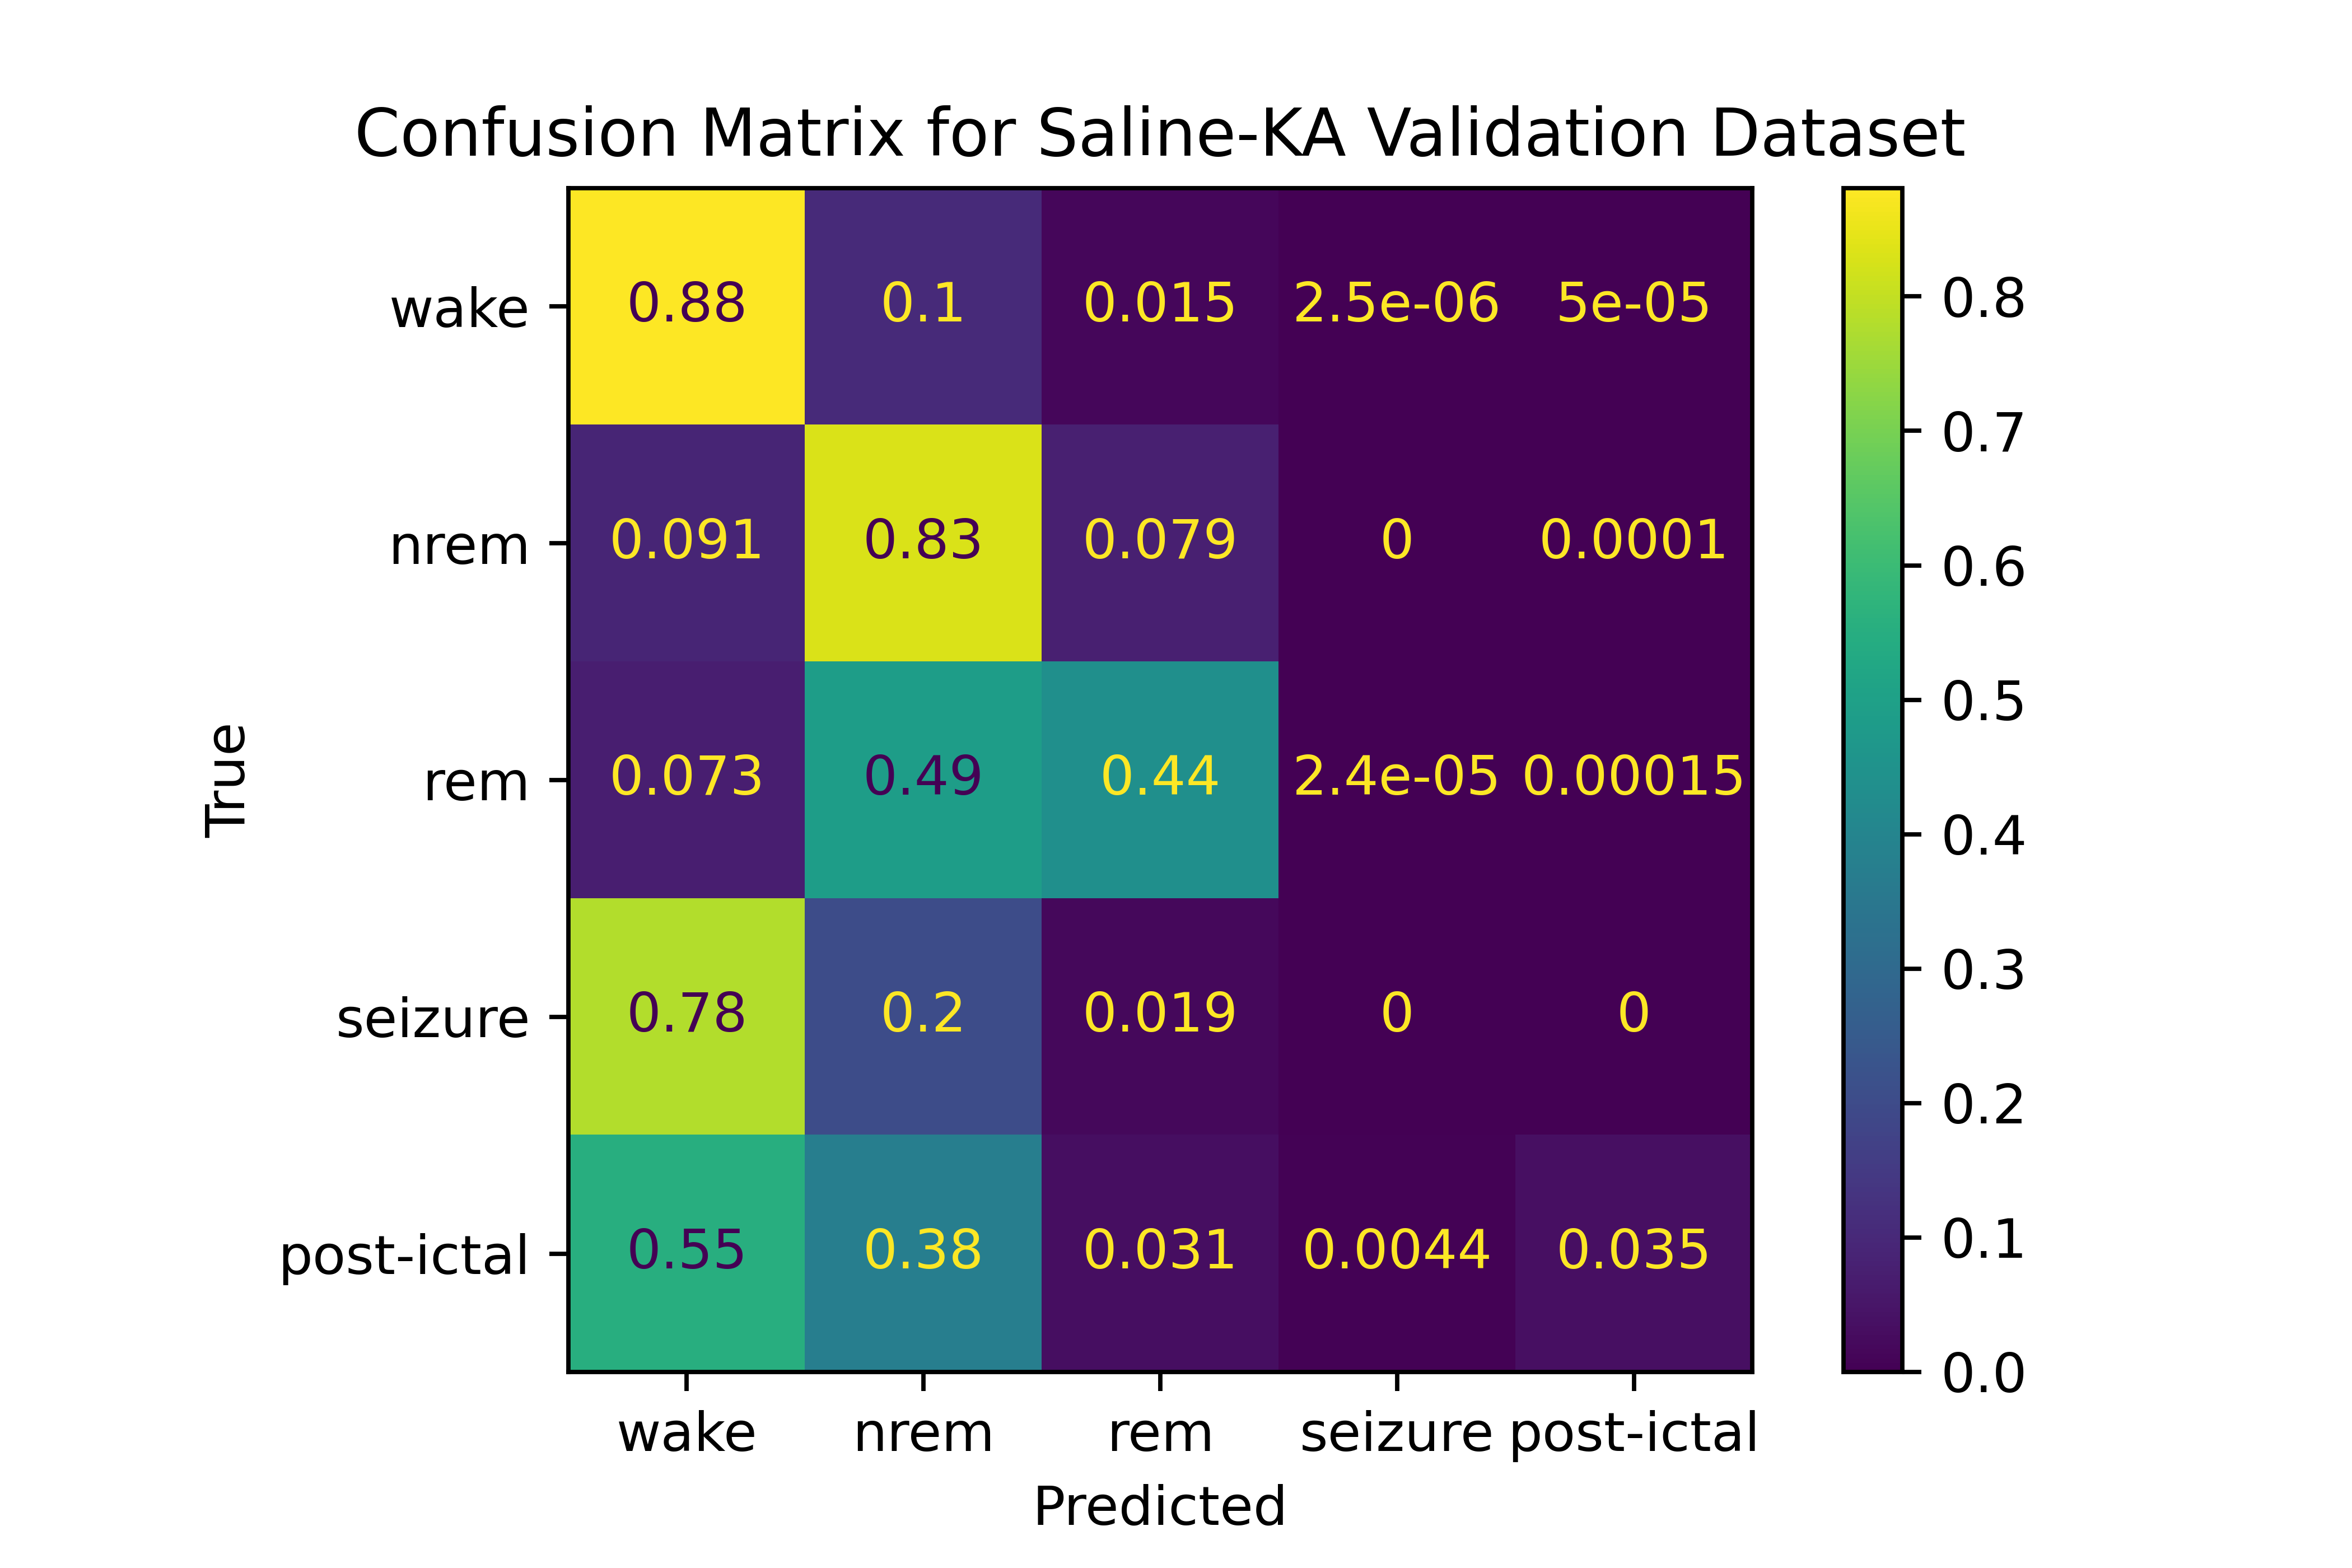 Confusion Matrix for Saline-KA Validation Dataset
wake 0.88 0.1 0.015 2.5e-06 5e-05
nrem 0.091 0.83 0.079 0 0.0001
rem 0.073 0.49 0.44 2.4e-05 0.00015
seizure 0.78 0.2 0.019 0 0
post-ictal 0.55 0.38 0.031 0.0044 0.035
wake nrem rem seizure post-ictal
Predicted
True
0.8
0.7
0.6
0.5
0.4
0.3
0.2
0.1
0.0